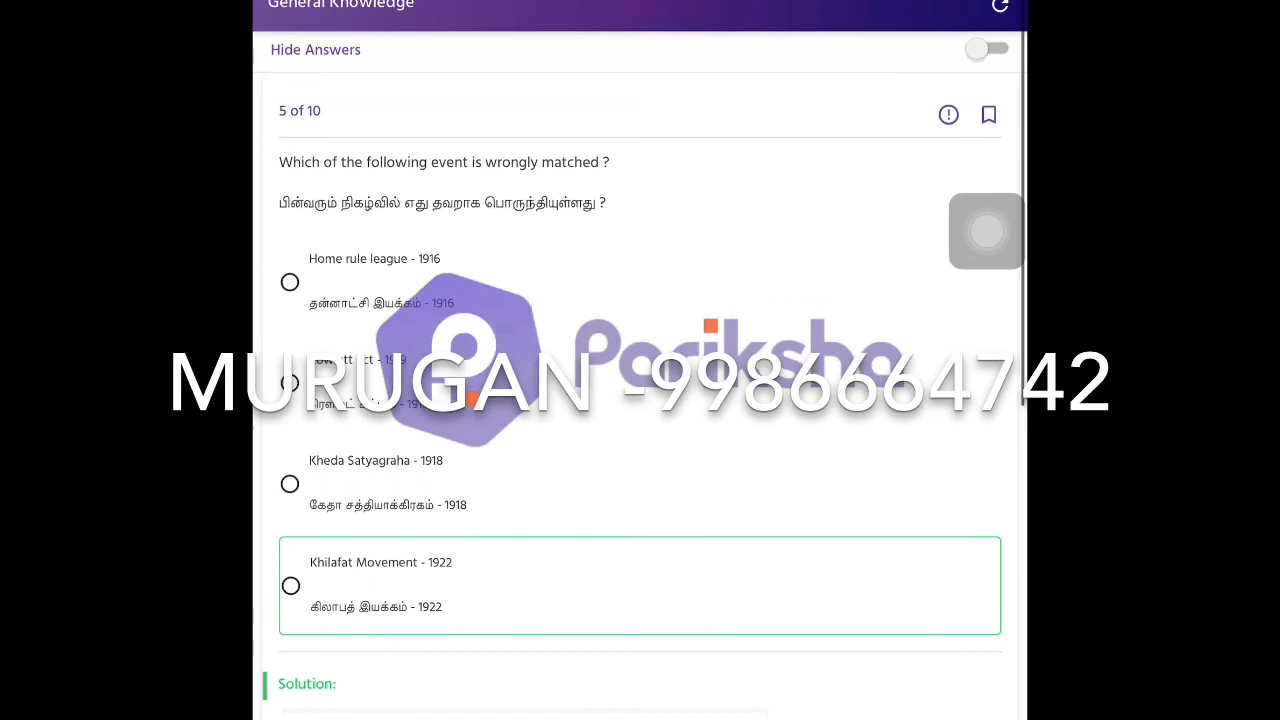 General Knowledge
Hide Answers
5 of 10
Which of the following event is wrongly matched ?
பின்வரும் நிகழ்வில் எது தவறாக பொருந்தியுள்ளது ?
Home rule league - 1916
தன்னாட்சி இயக்கம் - 1916
Pariksha
MURUGAN -9986664742
Kheda Satyagraha - 1918
கேதா சத்தியாக்கிரகம் - 1918
Khilafat Movement - 1922
கிலாபத் இயக்கம் - 1922
Solution: